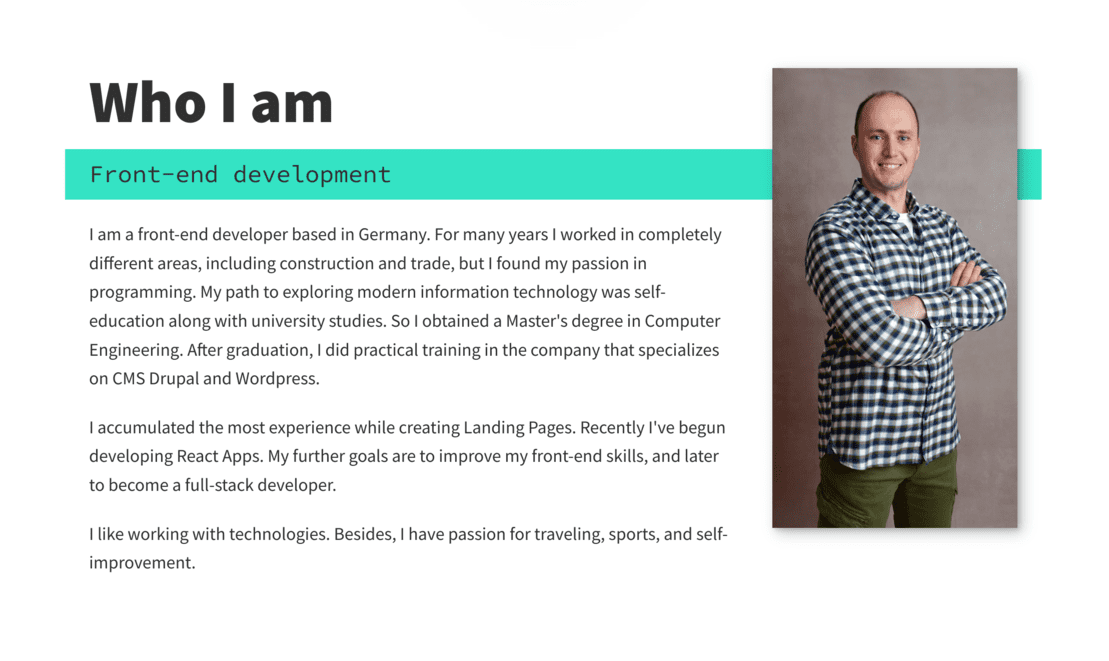 Who I am
Front-end development
I am a front-end developer based in Germany. For many years I worked in completely
different areas, including construction and trade, but I found my passion in
programming. My path to exploring modern information technology was self-
education along with university studies. So I obtained a Master's degree in Computer
Engineering. After graduation, I did practical training in the company that specializes
on CMS Drupal and Wordpress.
I accumulated the most experience while creating Landing Pages. Recently I've begun
developing React Apps. My further goals are to improve my front-end skills, and later
to become a full-stack developer.
I like working with technologies. Besides, I have passion for traveling, sports, and self-
improvement.